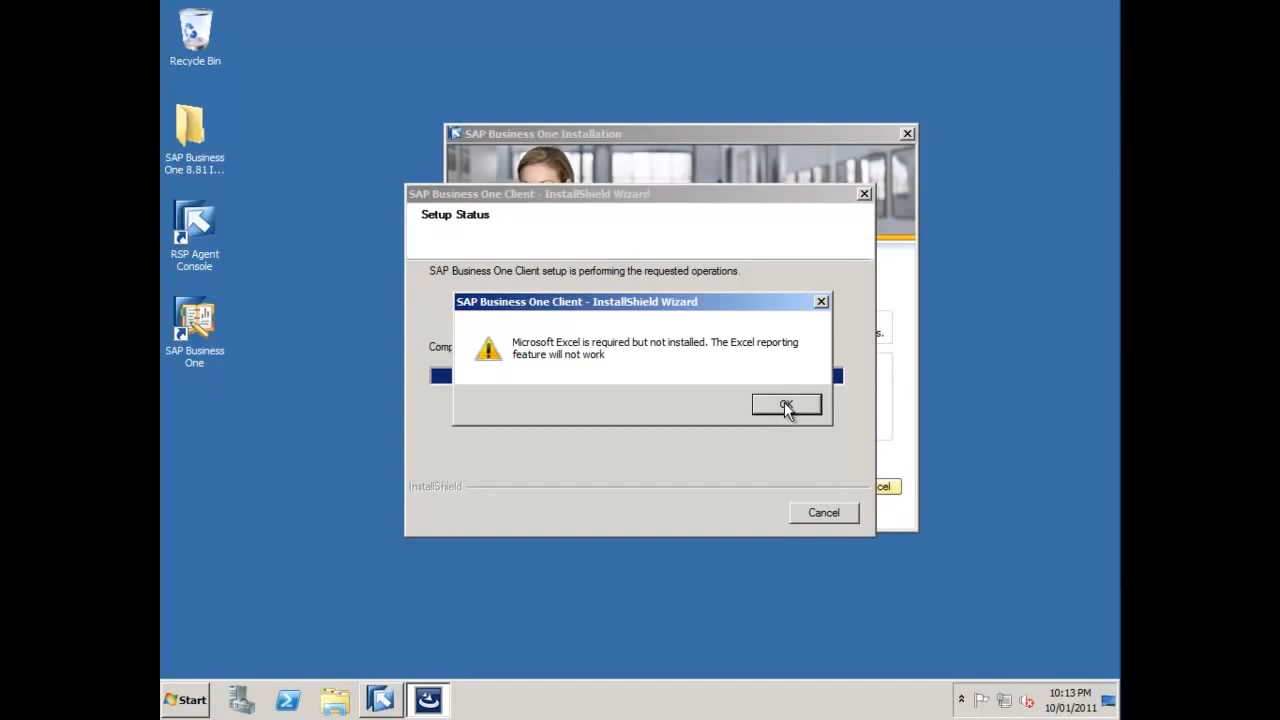 Recycle Bin
SAP Business
One 8.81 I...
RSP Agent
Console
SAP Business
One
SAP Business One Installation
SAP Business One Client - InstallShield Wizard
Setup Status
SAP Business One Client setup is performing the requested operations.
SAP Business One Client - InstallShield Wizard
Microsoft Excel is required but not installed. The Excel reporting
feature will not work
OK
InstallShield
Cancel
Start
10:13 PM
10/01/2011